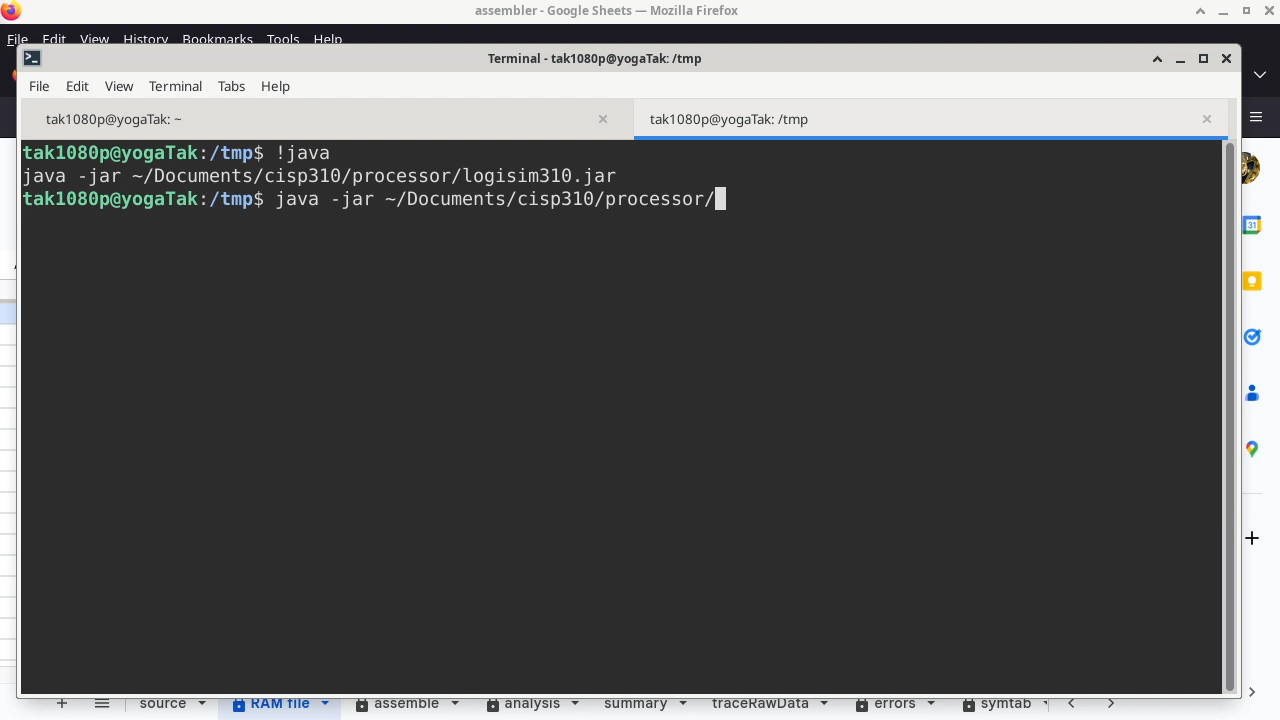 assembler - Google Sheets — Mozilla Firefox
File Edit View History Bookmarks Tools Help
Terminal - tak1080p@yogaTak: /tmp
File Edit View Terminal Tabs Help
tak1080p@yogaTak: ~
tak1080p@yogaTak: /tmp
tak1080p@yogaTak:/tmp$ !java
java -jar ~/Documents/cisp310/processor/logisim310.jar
tak1080p@yogaTak:/tmp$ java -jar ~/Documents/cisp310/processor/
31
source RAM file assemble analysis summary traceRawData errors symtab